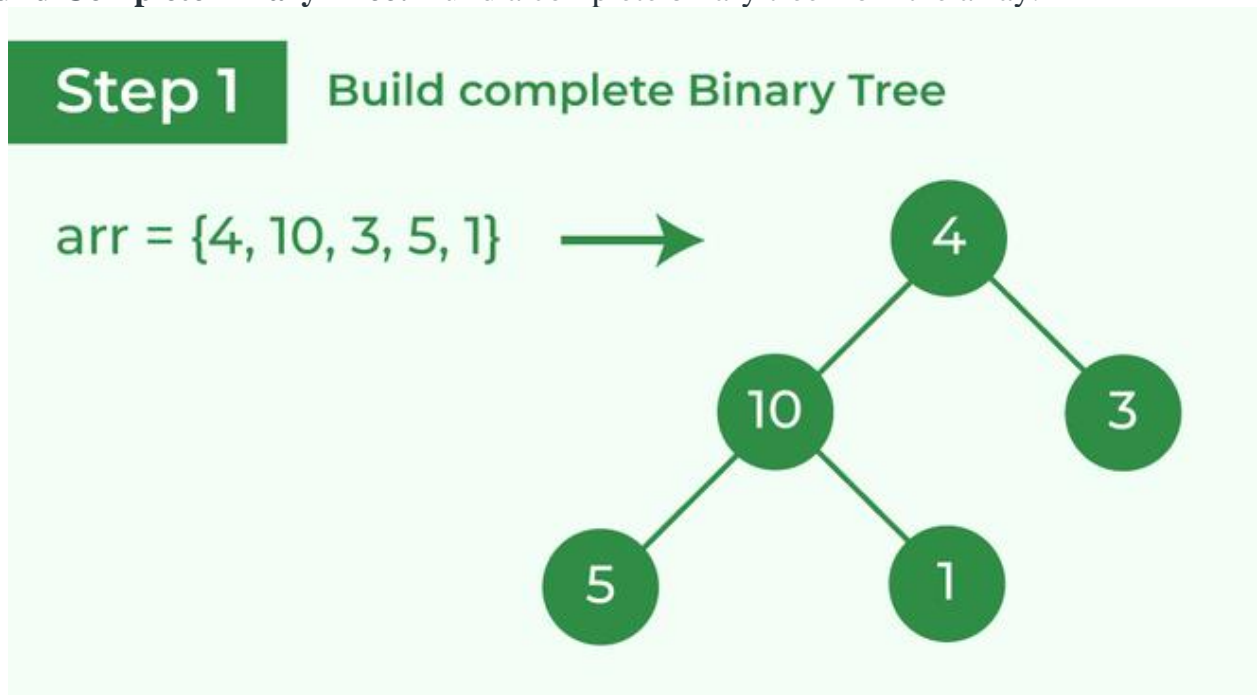 Step 1
Build complete Binary Tree
arr = {4, 10, 3, 5, 1}
4
10
3
5
1